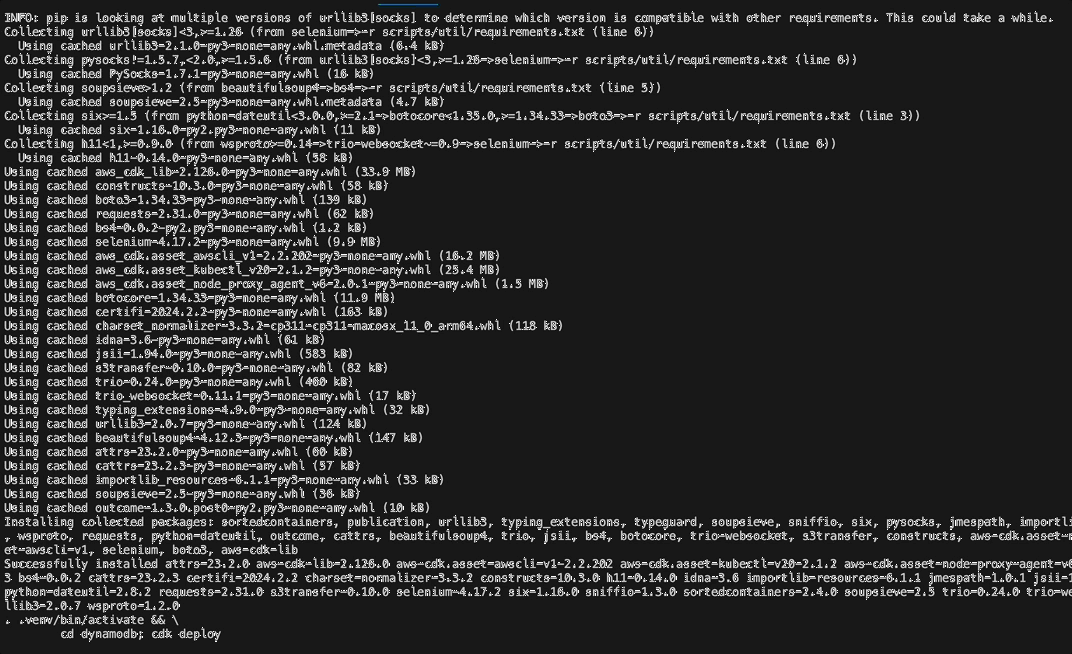 INFO: pip is looking at multiple versions of urllib3[socks] to determine which version is compatible with other requirements. This could take a while.
Collecting urllib3[socks]<3,>=1.26 (from selenium->-r scripts/util/requirements.txt (line 6))
  Using cached urllib3-2.1.0-py3-none-any.whl.metadata (6.4 kB)
Collecting pysocks!=1.5.7,<2.0,>=1.5.6 (from urllib3[socks]<3,>=1.26->selenium->-r scripts/util/requirements.txt (line 6))
  Using cached PySocks-1.7.1-py3-none-any.whl (16 kB)
Collecting soupsieve>1.2 (from beautifulsoup4->bs4->-r scripts/util/requirements.txt (line 5))
  Using cached soupsieve-2.5-py3-none-any.whl.metadata (4.7 kB)
Collecting six>=1.5 (from python-dateutil<3.0.0,>=2.1->botocore<1.35.0,>=1.34.33->boto3->-r scripts/util/requirements.txt (line 3))
  Using cached six-1.16.0-py2.py3-none-any.whl (11 kB)
Collecting h11<1,>=0.9.0 (from wsproto>=0.14->trio-websocket~=0.9->selenium->-r scripts/util/requirements.txt (line 6))
  Using cached h11-0.14.0-py3-none-any.whl (58 kB)
Using cached aws_cdk_lib-2.126.0-py3-none-any.whl (33.9 MB)
Using cached constructs-10.3.0-py3-none-any.whl (58 kB)
Using cached boto3-1.34.33-py3-none-any.whl (139 kB)
Using cached requests-2.31.0-py3-none-any.whl (62 kB)
Using cached bs4-0.0.2-py2.py3-none-any.whl (1.2 kB)
Using cached selenium-4.17.2-py3-none-any.whl (9.9 MB)
Using cached aws_cdk.asset_awscli_v1-2.2.202-py3-none-any.whl (16.2 MB)
Using cached aws_cdk.asset_kubectl_v20-2.1.2-py3-none-any.whl (25.4 MB)
Using cached aws_cdk.asset_node_proxy_agent_v6-2.0.1-py3-none-any.whl (1.5 MB)
Using cached botocore-1.34.33-py3-none-any.whl (11.9 MB)
Using cached certifi-2024.2.2-py3-none-any.whl (163 kB)
Using cached charset_normalizer-3.3.2-cp311-cp311-macosx_11_0_arm64.whl (118 kB)
Using cached idna-3.6-py3-none-any.whl (61 kB)
Using cached jsii-1.94.0-py3-none-any.whl (583 kB)
Using cached s3transfer-0.10.0-py3-none-any.whl (82 kB)
Using cached trio-0.24.0-py3-none-any.whl (460 kB)
Using cached trio_websocket-0.11.1-py3-none-any.whl (17 kB)
Using cached typing_extensions-4.9.0-py3-none-any.whl (32 kB)
Using cached urllib3-2.0.7-py3-none-any.whl (124 kB)
Using cached beautifulsoup4-4.12.3-py3-none-any.whl (147 kB)
Using cached attrs-23.2.0-py3-none-any.whl (60 kB)
Using cached cattrs-23.2.3-py3-none-any.whl (57 kB)
Using cached importlib_resources-6.1.1-py3-none-any.whl (33 kB)
Using cached soupsieve-2.5-py3-none-any.whl (36 kB)
Using cached outcome-1.3.0.post0-py2.py3-none-any.whl (10 kB)
Installing collected packages: sortedcontainers, publication, urllib3, typing_extensions, typeguard, soupsieve, sniffio, six, pysocks, jmespath, importli
, wsproto, requests, python-dateutil, outcome, cattrs, beautifulsoup4, trio, jsii, bs4, botocore, trio-websocket, s3transfer, constructs, aws-cdk.asset-n
et-awscli-v1, selenium, boto3, aws-cdk-lib
Successfully installed attrs-23.2.0 aws-cdk-lib-2.126.0 aws-cdk.asset-awscli-v1-2.2.202 aws-cdk.asset-kubectl-v20-2.1.2 aws-cdk.asset-node-proxy-agent-v6
3 bs4-0.0.2 cattrs-23.2.3 certifi-2024.2.2 charset-normalizer-3.3.2 constructs-10.3.0 h11-0.14.0 idna-3.6 importlib-resources-6.1.1 jmespath-1.0.1 jsii-1
python-dateutil-2.8.2 requests-2.31.0 s3transfer-0.10.0 selenium-4.17.2 six-1.16.0 sniffio-1.3.0 sortedcontainers-2.4.0 soupsieve-2.5 trio-0.24.0 trio-we
llib3-2.0.7 wsproto-1.2.0
. .venv/bin/activate && \
        cd dynamodb; cdk deploy